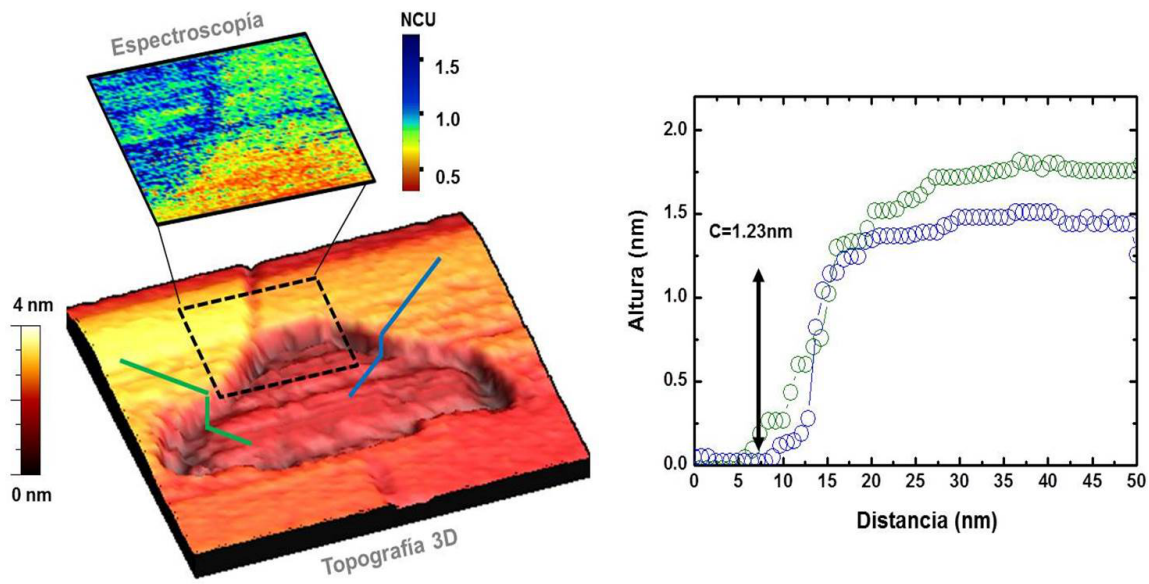 Espectroscopía
NCU
1.5
1.0
0.5
4 nm
0 nm
Topografía 3D
Altura (nm)
2.0
1.5
1.0
0.5
0.0
C=1.23nm
0 5 10 15 20 25 30 35 40 45 50
Distancia (nm)